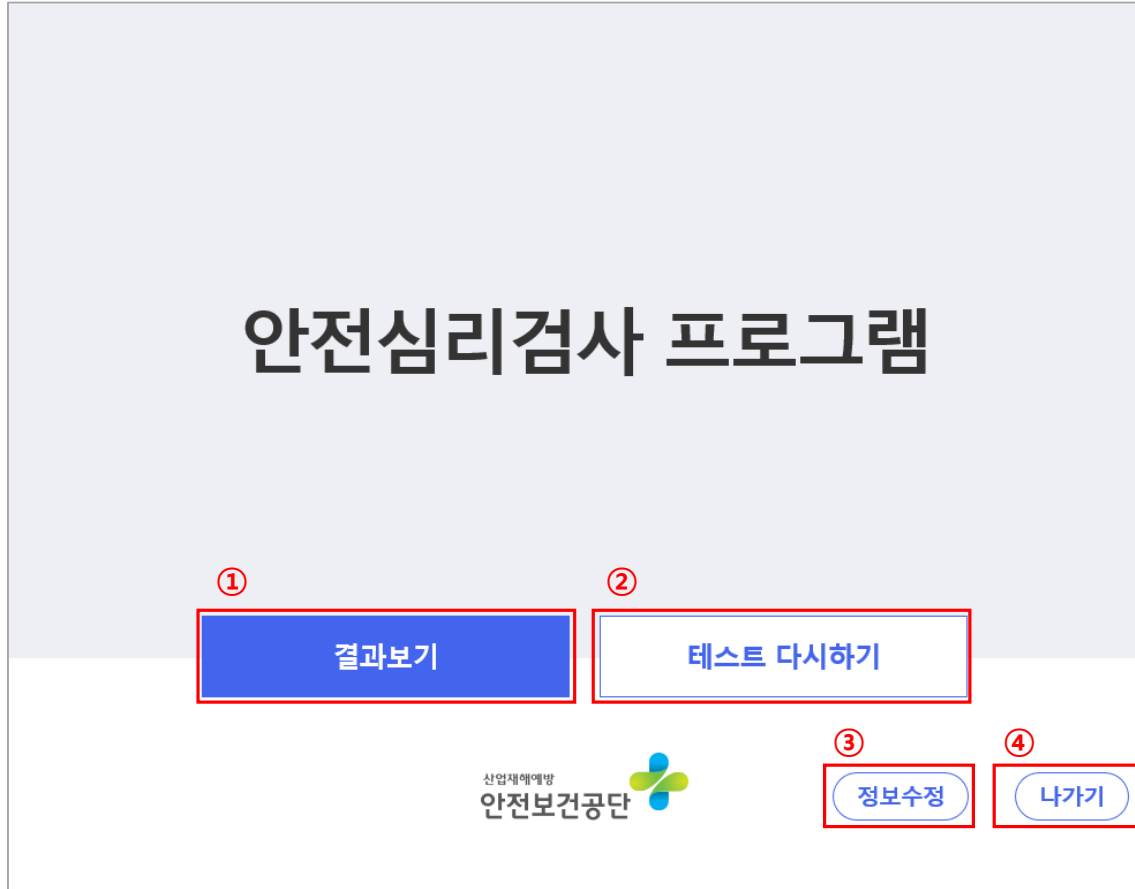 안전심리검사 프로그램
① ②
결과보기 테스트 다시하기
③ ④
산업재해예방
안전보건공단
정보수정 나가기